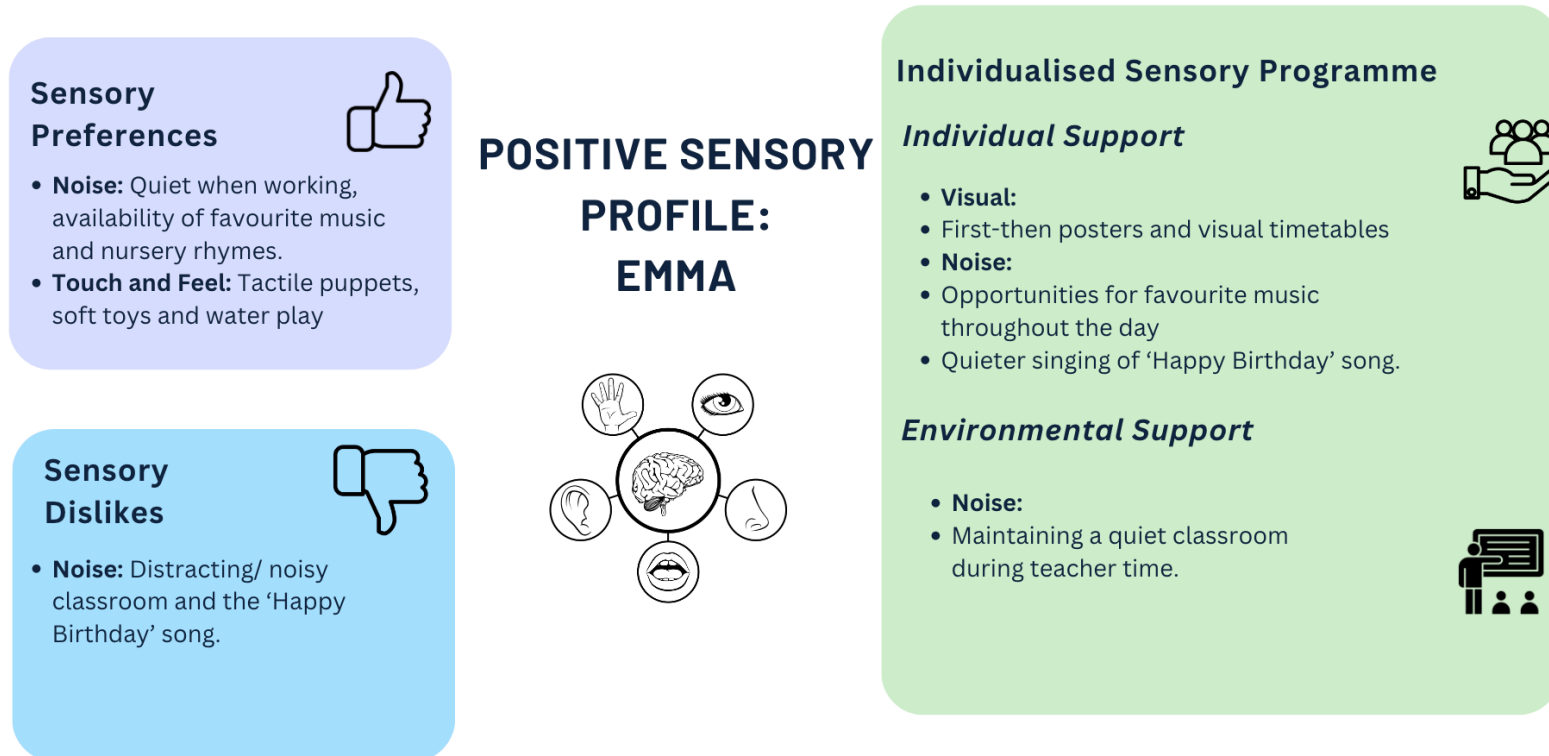 Sensory
Preferences
• Noise: Quiet when working,
availability of favourite music
and nursery rhymes.
• Touch and Feel: Tactile puppets,
soft toys and water play
Sensory
Dislikes
• Noise: Distracting/ noisy
classroom and the ‘Happy
Birthday’ song.
POSITIVE SENSORY
PROFILE:
EMMA
Individualised Sensory Programme
Individual Support
• Visual:
• First-then posters and visual timetables
• Noise:
• Opportunities for favourite music
throughout the day
• Quieter singing of ‘Happy Birthday’ song.
Environmental Support
• Noise:
• Maintaining a quiet classroom
during teacher time.